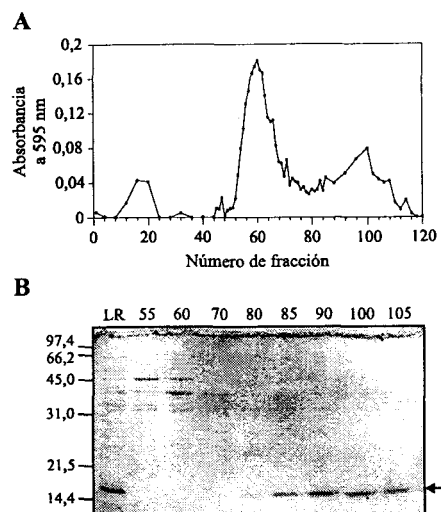 A
Absorbancia
a 595 nm
0,2
0,16
0,12
0,08
0,04
0
0 20 40 60 80 100 120
Número de fracción
B
LR 55 60 70 80 85 90 100 105
97,4
66,2
45,0
31,0
21,5
14,4